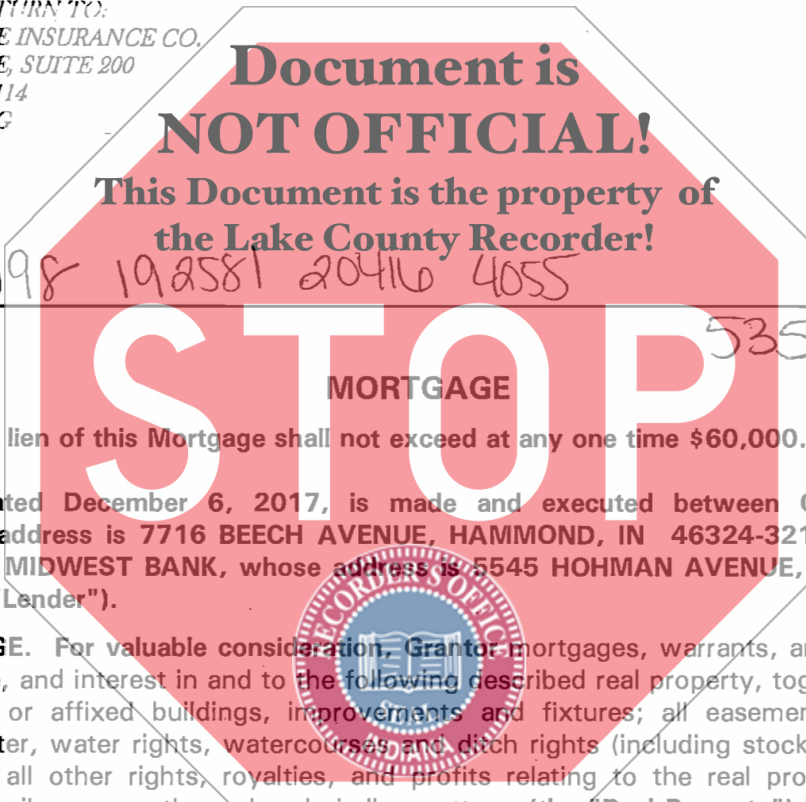 TURN TO:
E INSURANCE CO.
E, SUITE 200
114
G
Document is
NOT OFFICIAL!
This Document is the property of
the Lake County Recorder!
98 192581 20416 4055
535
STOP
MORTGAGE
lien of this Mortgage shall not exceed at any one time $60,000.
ted December 6, 2017, is made and executed between
address is 7716 BEECH AVENUE, HAMMOND, IN 46324-321
MIDWEST BANK, whose address is 5545 HOHMAN AVENUE,
Lender").
RECORDER'S OFFICE
GE. For valuable consideration, Grantor mortgages, warrants, a
, and interest in and to the following described real property, tog
or affixed buildings, improvements and fixtures; all easemen
ter, water rights, watercourses and ditch rights (including stock
INDIANA
all other rights, royalties, and profits relating to the real pro